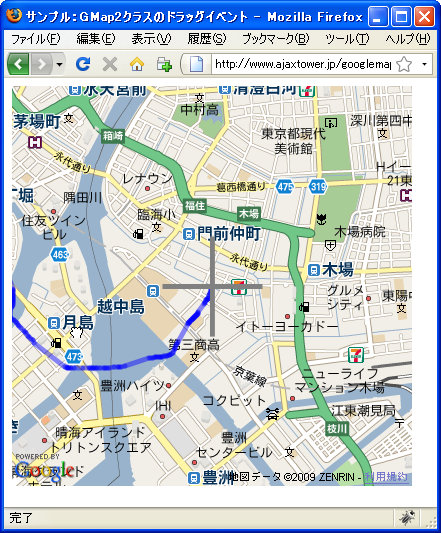 サンプル：GMap2クラスのドラッグイベント - Mozilla Firefox
ファイル(F) 編集(E) 表示(V) 履歴(S) ブックマーク(B) ツール(T) ヘルプ(H)
http://www.ajaxtower.jp/googlemap
水天宮前
清澄白河
中村高
茅場町
箱崎
深川第四中
東京都現代
美術館
永代通り
レナウン
葛西橋通り
475
319
Hイー
21東
隅田川
住友ツイン
ビル
臨海小
福住
木場
門前仲町
木場病院
463
永代通り
木場
越中島
グルメ
シティ
東陽
月島
イトーヨーカドー
473
第三商高
京葉線
ニューライフ
マンション木場
豊洲ハイツ
IHI
コクピット
江東潮見局
晴海アイランド
トリトンスクエア
豊洲
センタービル
枝川
POWERED BY
Google
豊洲
地図データ ©2009 ZENRIN - 利用規約
完了